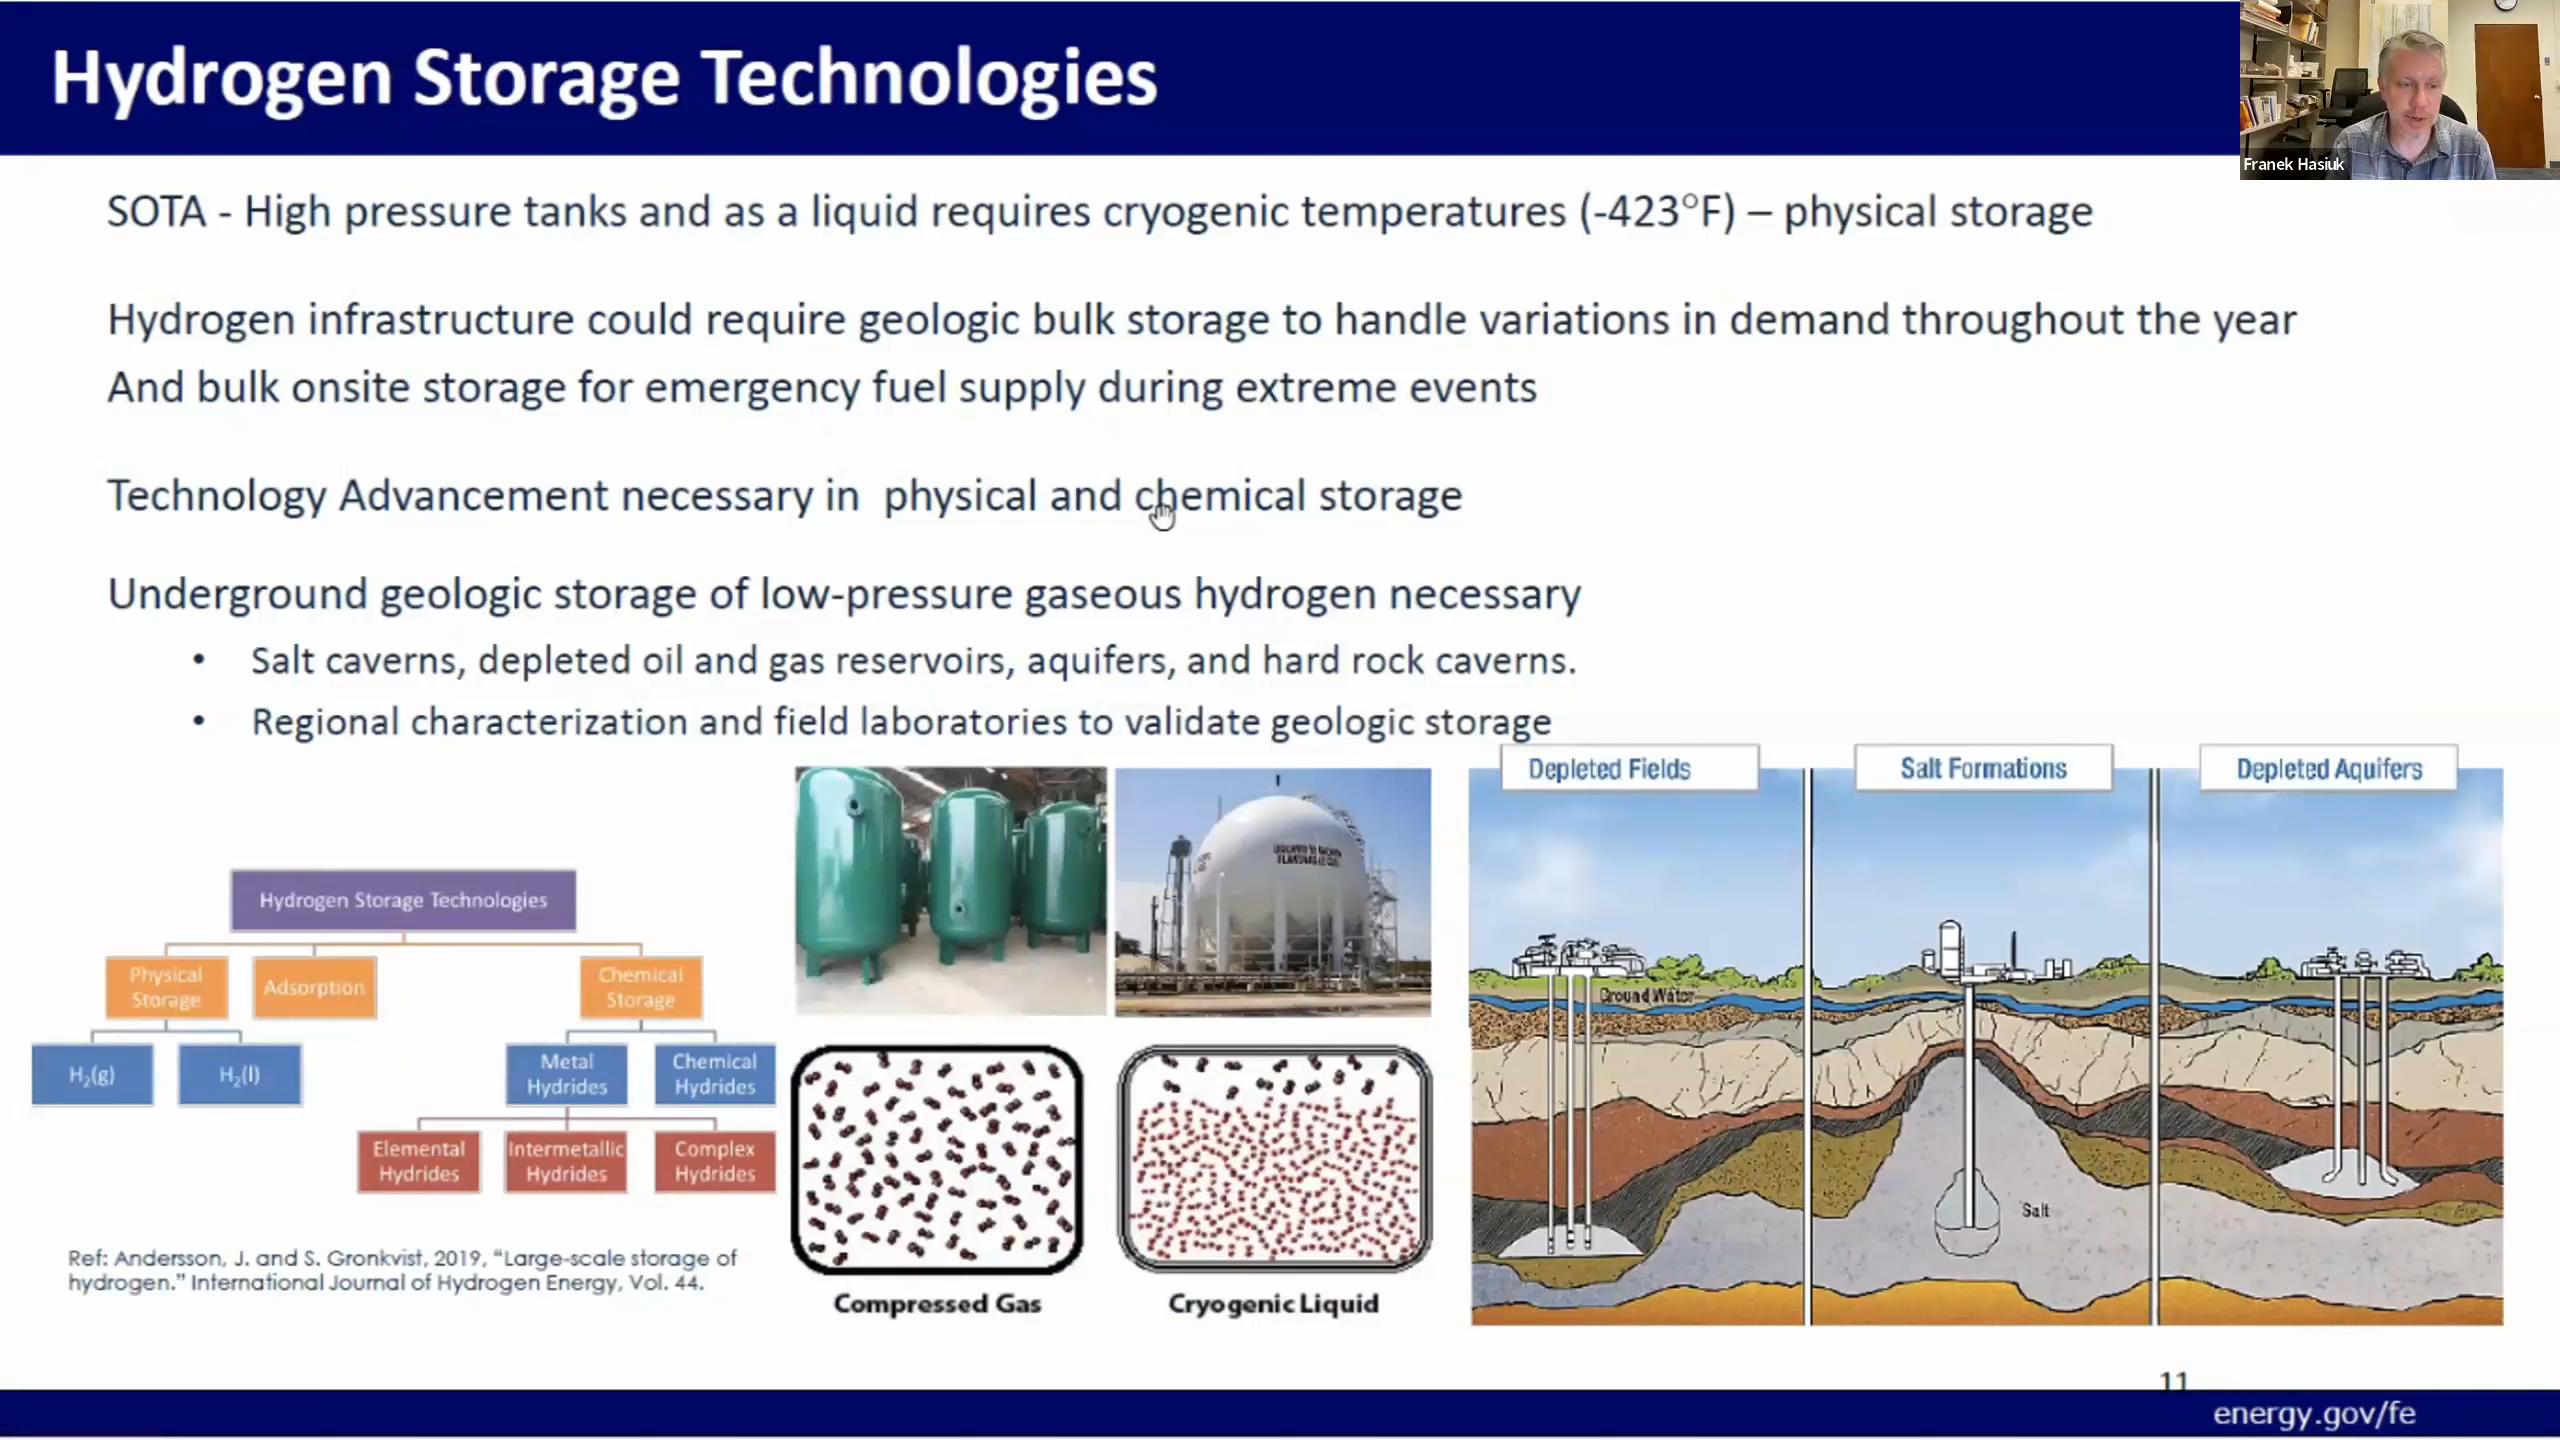 Hydrogen Storage Technologies
Franek Hasiuk
SOTA - High pressure tanks and as a liquid requires cryogenic temperatures (-423°F) – physical storage
Hydrogen infrastructure could require geologic bulk storage to handle variations in demand throughout the year
And bulk onsite storage for emergency fuel supply during extreme events
Technology Advancement necessary in  physical and chemical storage
Underground geologic storage of low-pressure gaseous hydrogen necessary
• Salt caverns, depleted oil and gas reservoirs, aquifers, and hard rock caverns.
• Regional characterization and field laboratories to validate geologic storage
Hydrogen Storage Technologies
Physical
Storage
Adsorption
Chemical
Storage
H₂(g)
H₂(l)
Metal
Hydrides
Chemical
Hydrides
Elemental
Hydrides
Intermetallic
Hydrides
Complex
Hydrides
Ref: Andersson, J. and S. Gronkvist, 2019, “Large-scale storage of
hydrogen.” International Journal of Hydrogen Energy, Vol. 44.
Compressed Gas
Cryogenic Liquid
Depleted Fields
Salt Formations
Depleted Aquifers
Ground Water
Salt
11
energy.gov/fe